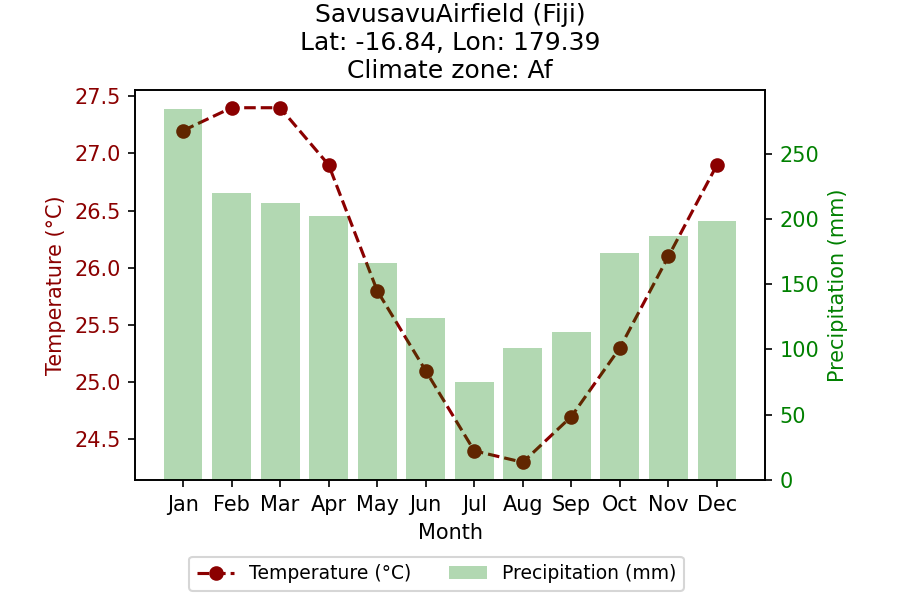 SavusavuAirfield (Fiji)
Lat: -16.84, Lon: 179.39
Climate zone: Af
27.5
27.0
26.5
26.0
25.5
25.0
24.5
Temperature (°C)
250
200
150
100
50
0
Precipitation (mm)
Jan Feb Mar Apr May Jun Jul Aug Sep Oct Nov Dec
Month
Temperature (°C) Precipitation (mm)